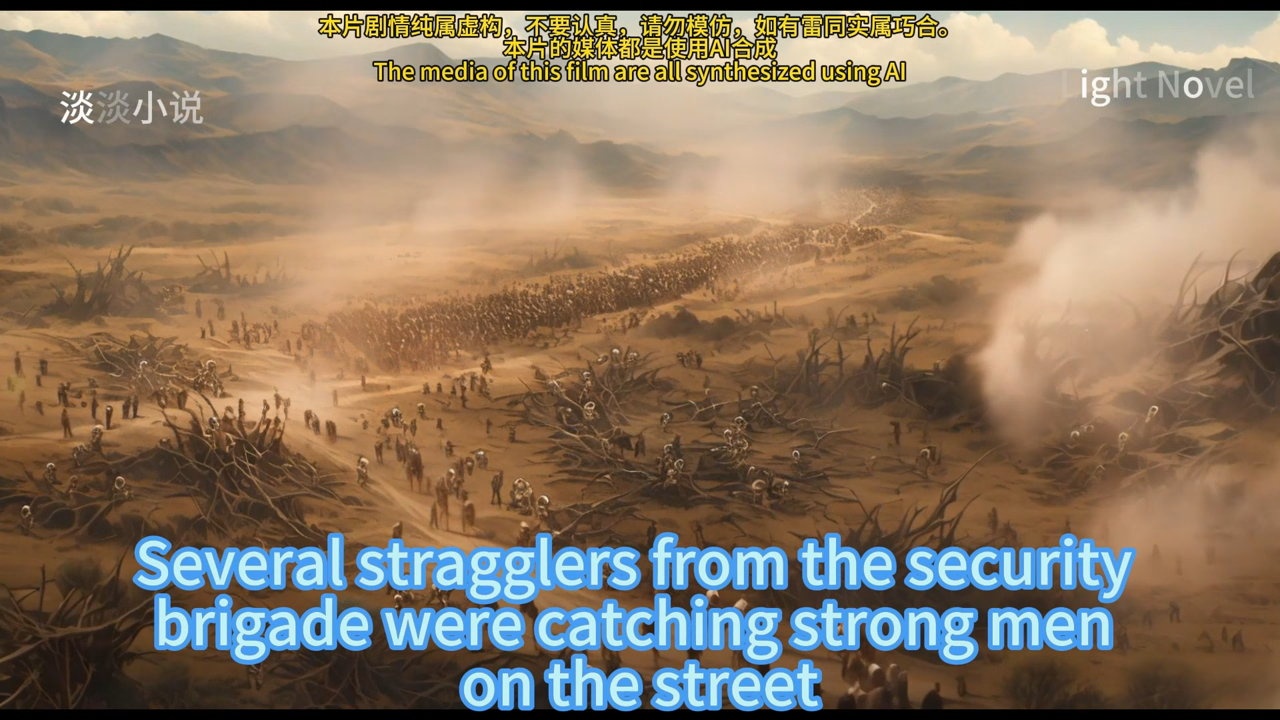 本片剧情纯属虚构，不要认真，请勿模仿，如有雷同实属巧合。
本片的媒体都是使用AI合成
The media of this film are all synthesized using AI
淡淡小说
Light Novel
Several stragglers from the security
brigade were catching strong men
on the street